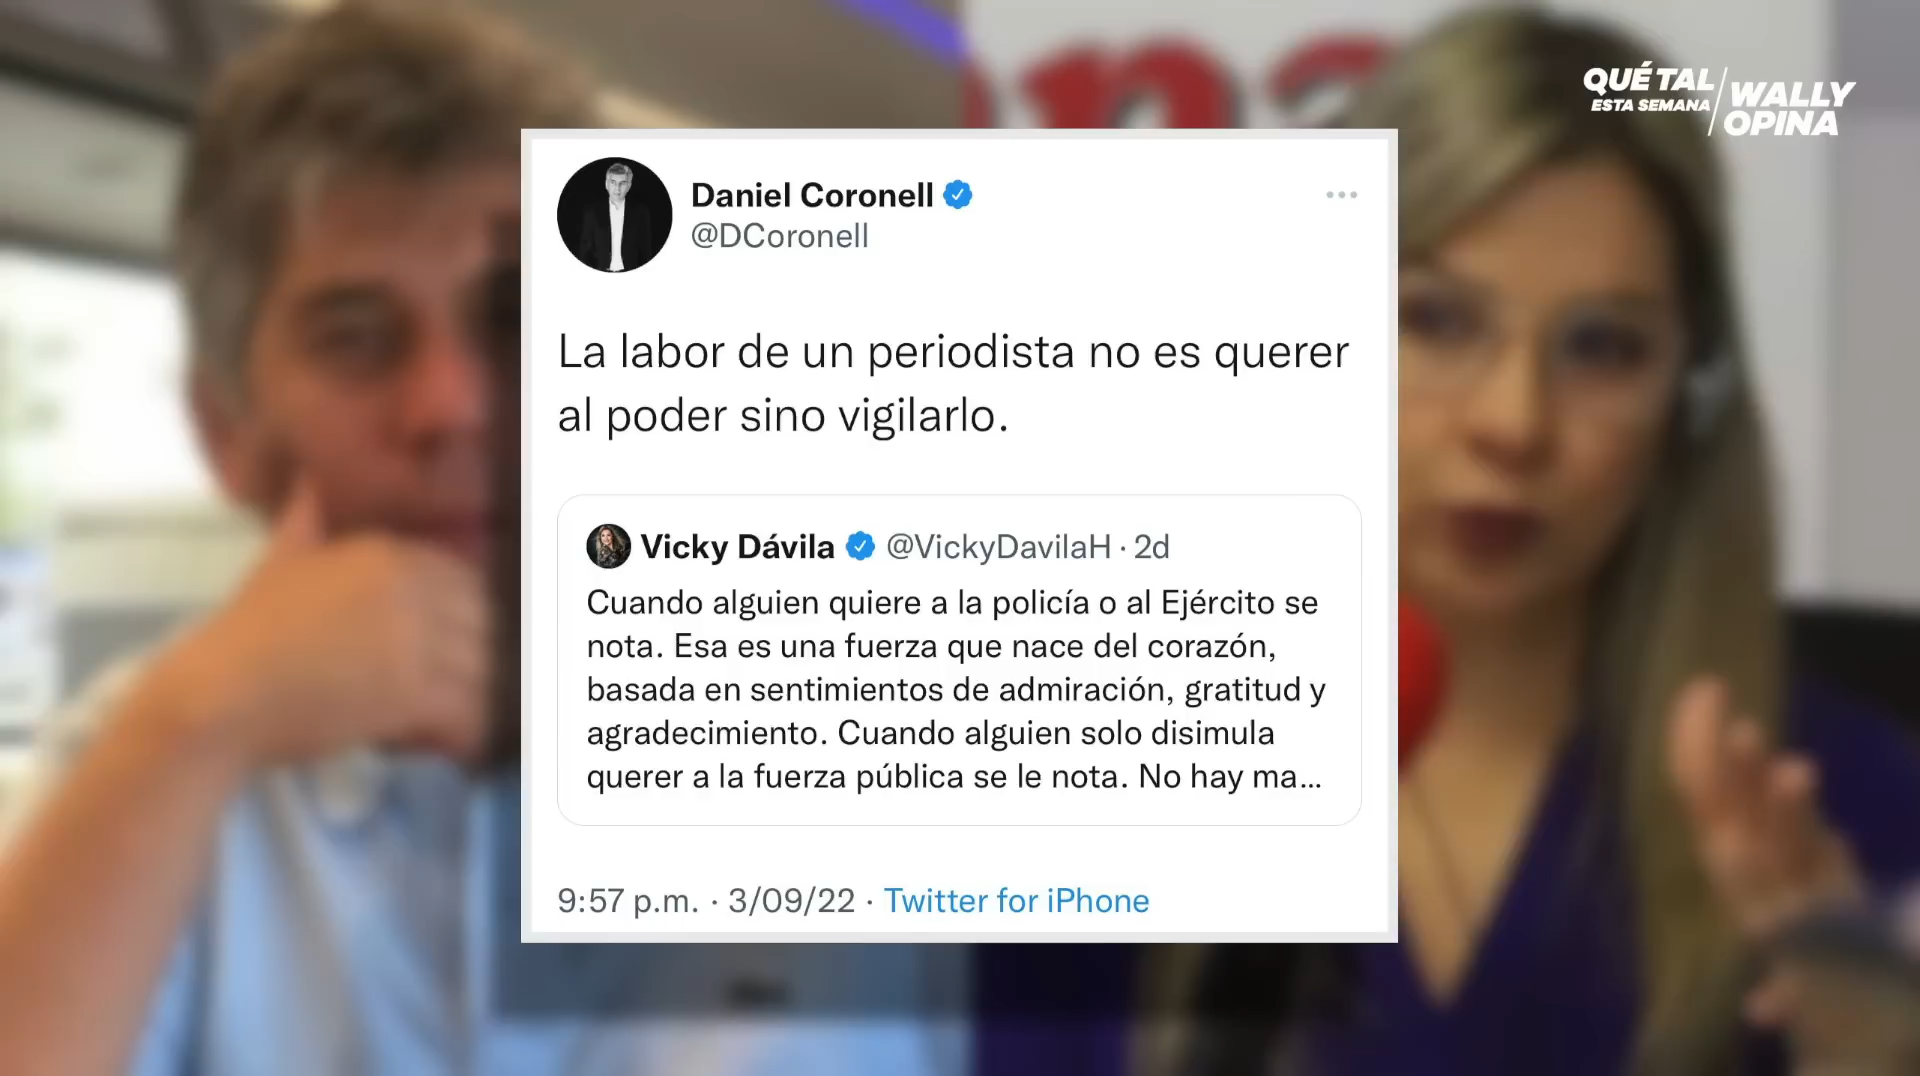 QUÉ TAL
ESTA SEMANA
WALLY
OPINA
Daniel Coronell
@DCoronell
La labor de un periodista no es querer
al poder sino vigilarlo.
Vicky Dávila @VickyDavilaH · 2d
Cuando alguien quiere a la policía o al Ejército se
nota. Esa es una fuerza que nace del corazón,
basada en sentimientos de admiración, gratitud y
agradecimiento. Cuando alguien solo disimula
querer a la fuerza pública se le nota. No hay ma...
9:57 p.m. · 3/09/22 · Twitter for iPhone